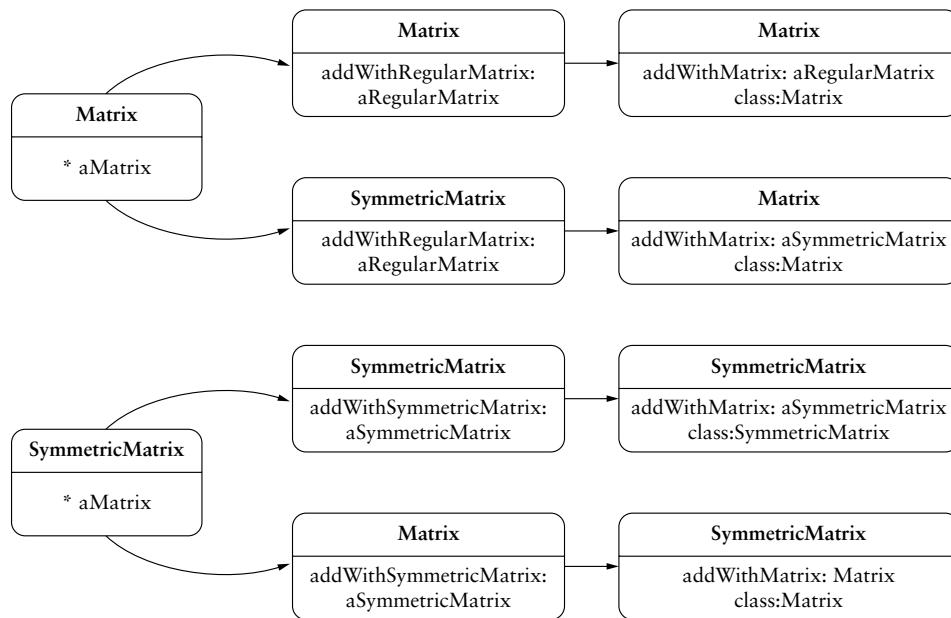 Matrix
addWithRegularMatrix:
aRegularMatrix
Matrix
addWithMatrix: aRegularMatrix
class:Matrix
Matrix
* aMatrix
SymmetricMatrix
addWithRegularMatrix:
aRegularMatrix
Matrix
addWithMatrix: aSymmetricMatrix
class:Matrix
SymmetricMatrix
addWithSymmetricMatrix:
aSymmetricMatrix
SymmetricMatrix
addWithMatrix: aSymmetricMatrix
class:SymmetricMatrix
SymmetricMatrix
* aMatrix
Matrix
addWithSymmetricMatrix:
aSymmetricMatrix
SymmetricMatrix
addWithMatrix: Matrix
class:Matrix